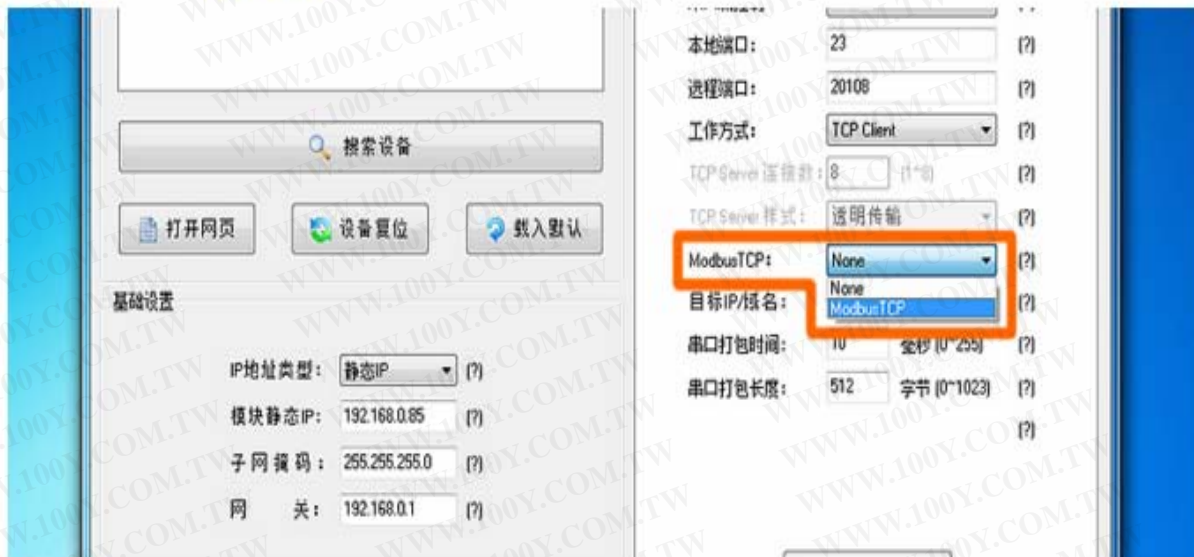 搜索设备
打开网页
设备复位
载入默认
基础设置
IP地址类型： 静态IP (?)
模块静态IP： 192.168.0.85 (?)
子网掩码： 255.255.255.0 (?)
网关： 192.168.0.1 (?)
本地端口： 23 (?)
远程端口： 20108 (?)
工作方式： TCP Client (?)
TCP Server 连接数： 8 (1~8) (?)
TCP Server 样式： 透明传输 (?)
ModbusTCP： None (?)
None
ModbusTCP
目标IP/域名： (?)
串口打包时间： 10 毫秒 (0~255) (?)
串口打包长度： 512 字节 (0~1023) (?)
(?)
WWW.100Y.COM.TW